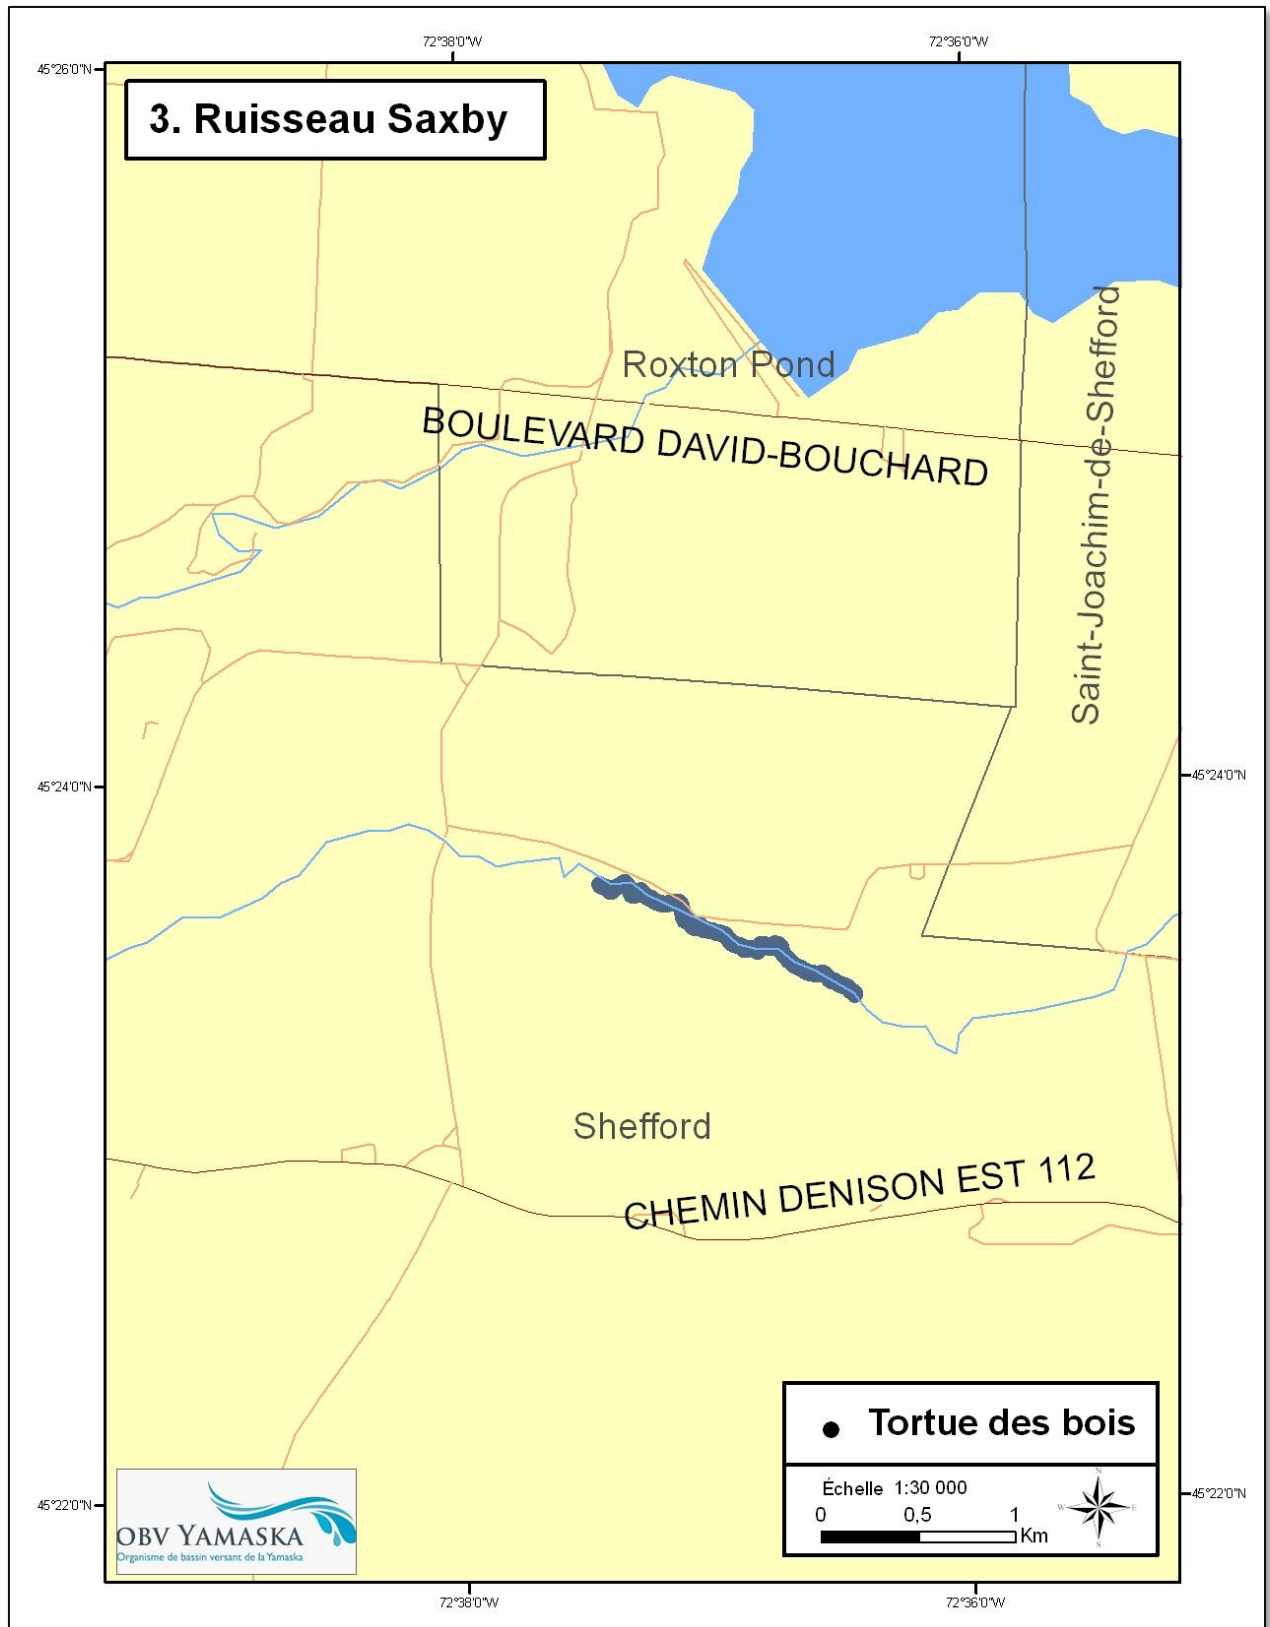 72°38'0"W
72°36'0"W
45°26'0"N
3. Ruisseau Saxby
Roxton Pond
BOULEVARD DAVID-BOUCHARD
Saint-Joachim-de-Shefford
45°24'0"N
45°24'0"N
Shefford
CHEMIN DENISON EST 112
Tortue des bois
Échelle 1:30 000
0 0,5 1
Km
N
W E
S
45°22'0"N
45°22'0"N
OBV YAMASKA
Organisme de bassin versant de la Yamaska
72°38'0"W
72°36'0"W